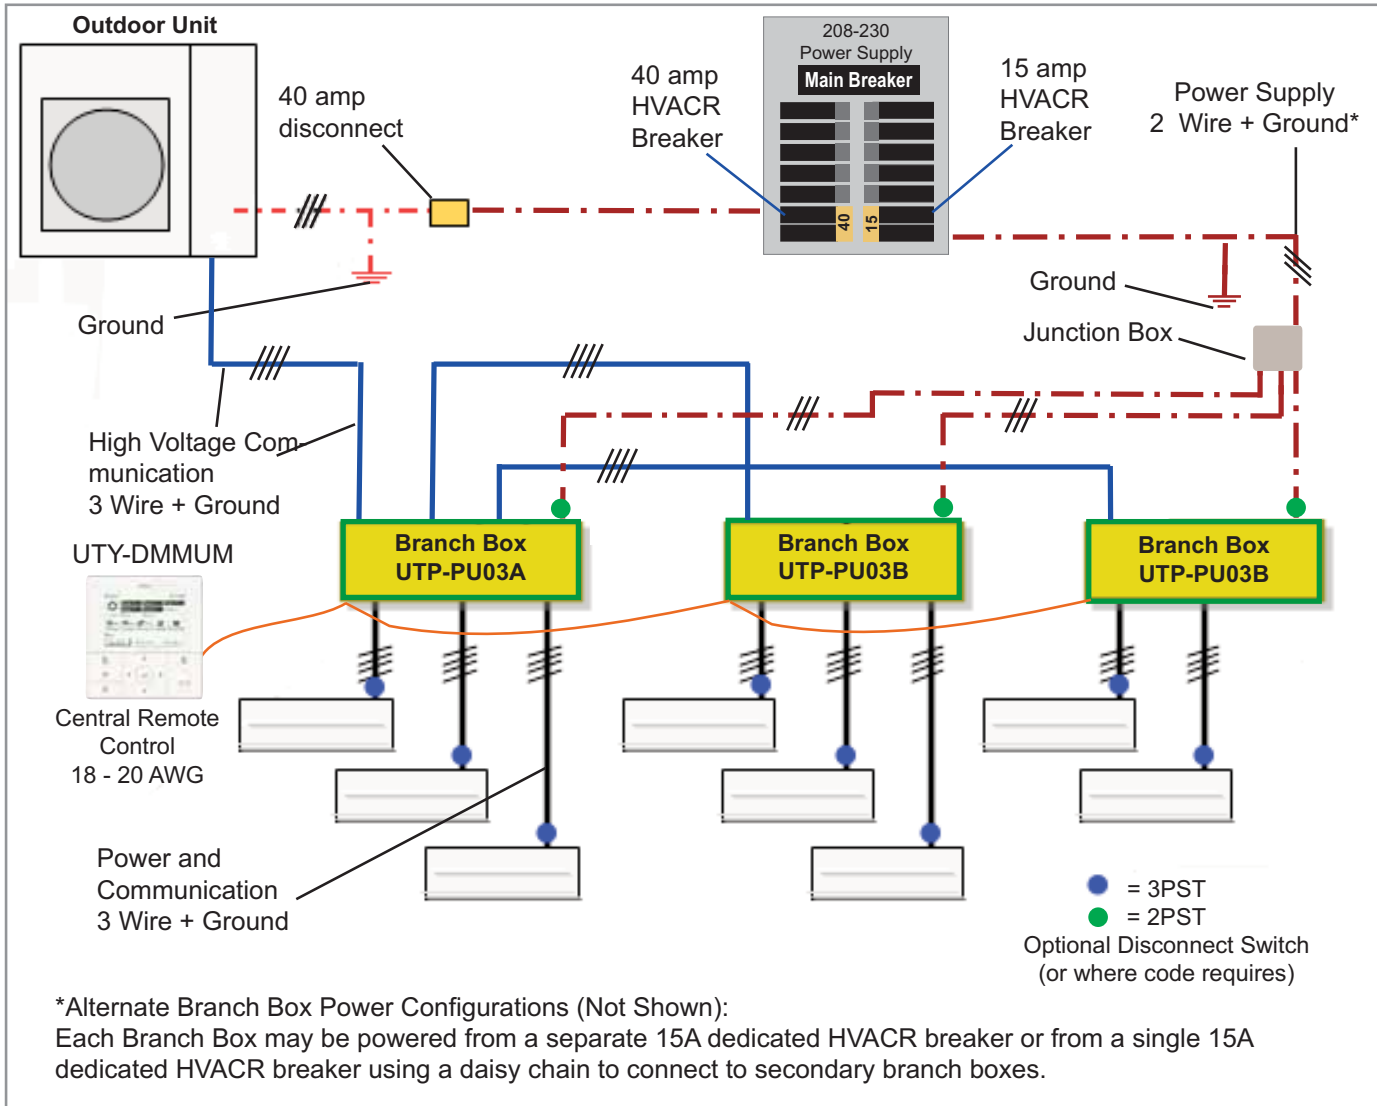 Outdoor Unit
208-230
Power Supply
Main Breaker
40 amp
HVACR
Breaker
15 amp
HVACR
Breaker
40 amp
disconnect
Power Supply
2 Wire + Ground*
40
15
Ground
Ground
Junction Box
High Voltage Com-
munication
3 Wire + Ground
Branch Box
UTP-PU03A
Branch Box
UTP-PU03B
Branch Box
UTP-PU03B
UTY-DMMUM
Central Remote
Control
18 - 20 AWG
Power and
Communication
3 Wire + Ground
= 3PST
= 2PST
Optional Disconnect Switch
(or where code requires)
*Alternate Branch Box Power Configurations (Not Shown):
Each Branch Box may be powered from a separate 15A dedicated HVACR breaker or from a single 15A
dedicated HVACR breaker using a daisy chain to connect to secondary branch boxes.